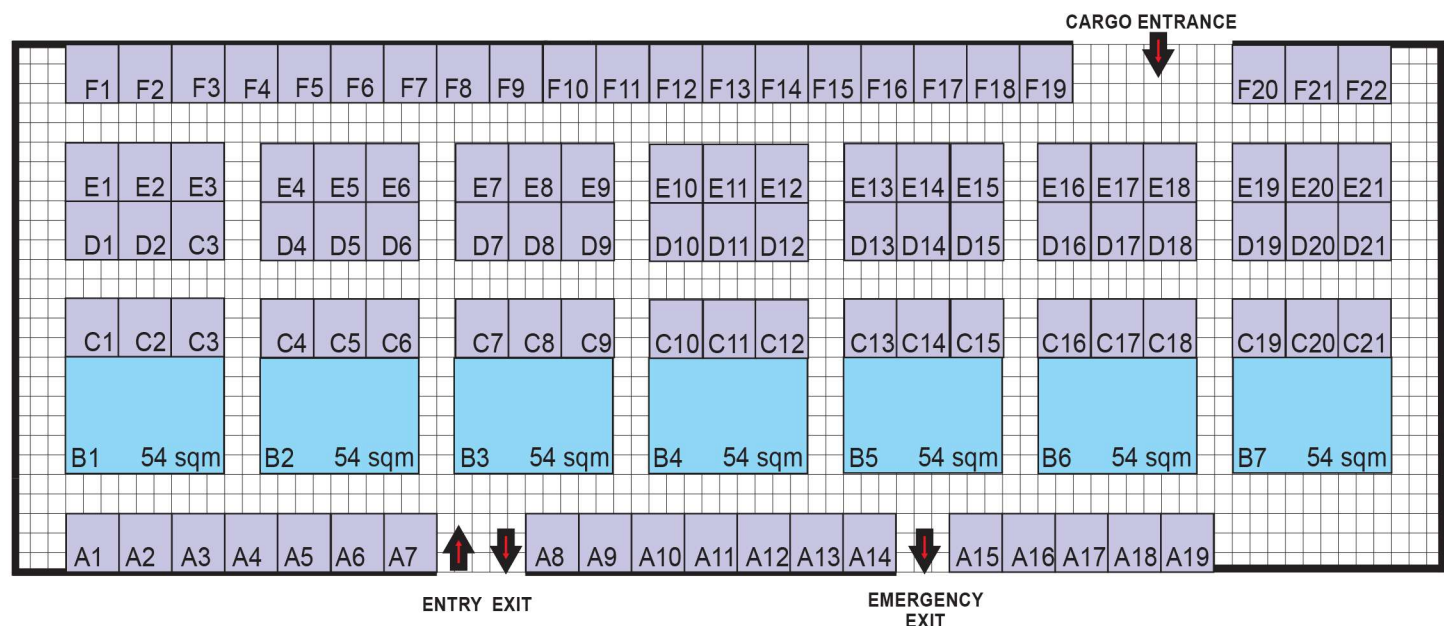 CARGO ENTRANCE
F1 F2 F3 F4 F5 F6 F7 F8 F9 F10 F11 F12 F13 F14 F15 F16 F17 F18 F19 F20 F21 F22
E1 E2 E3 E4 E5 E6 E7 E8 E9 E10 E11 E12 E13 E14 E15 E16 E17 E18 E19 E20 E21
D1 D2 C3 D4 D5 D6 D7 D8 D9 D10 D11 D12 D13 D14 D15 D16 D17 D18 D19 D20 D21
C1 C2 C3 C4 C5 C6 C7 C8 C9 C10 C11 C12 C13 C14 C15 C16 C17 C18 C19 C20 C21
B1 54 sqm B2 54 sqm B3 54 sqm B4 54 sqm B5 54 sqm B6 54 sqm B7 54 sqm
A1 A2 A3 A4 A5 A6 A7 A8 A9 A10 A11 A12 A13 A14 A15 A16 A17 A18 A19
ENTRY EXIT
EMERGENCY
EXIT